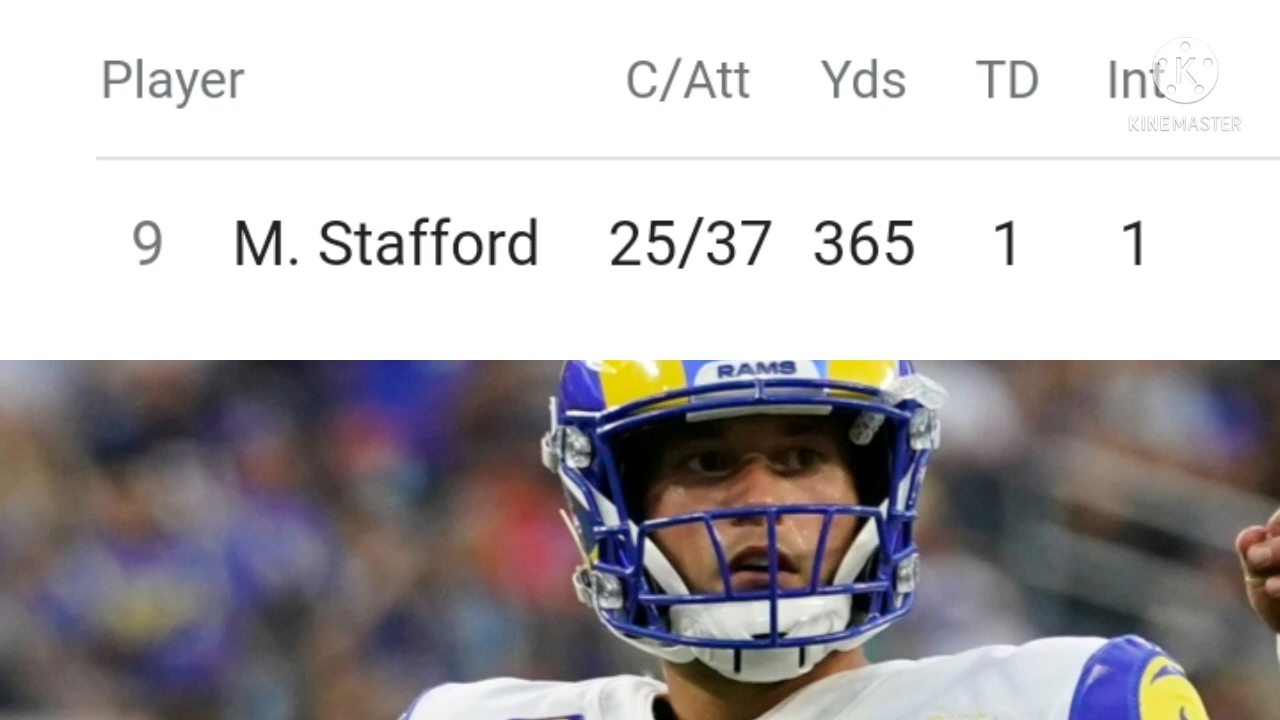 Player C/Att Yds TD Int
K
KINEMASTER
9 M. Stafford 25/37 365 1 1
RAMS